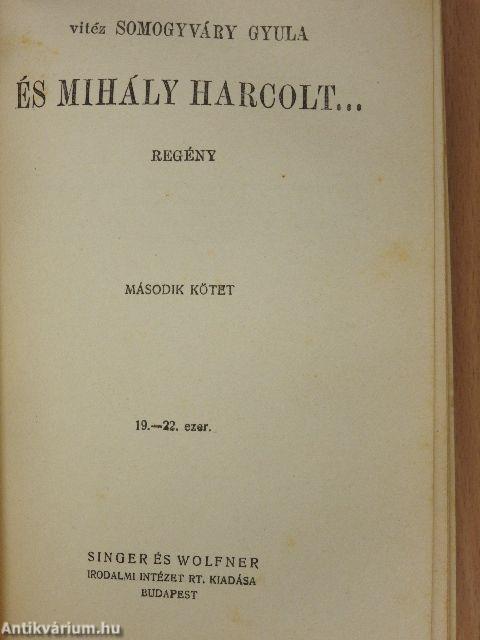 vitéz SOMOGYVÁRY GYULA
ÉS MIHÁLY HARCOLT...
REGÉNY
MÁSODIK KÖTET
19.—22. ezer.
SINGER ÉS WOLFNER
IRODALMI INTÉZET RT. KIADÁSA
BUDAPEST
Antikvárium.hu